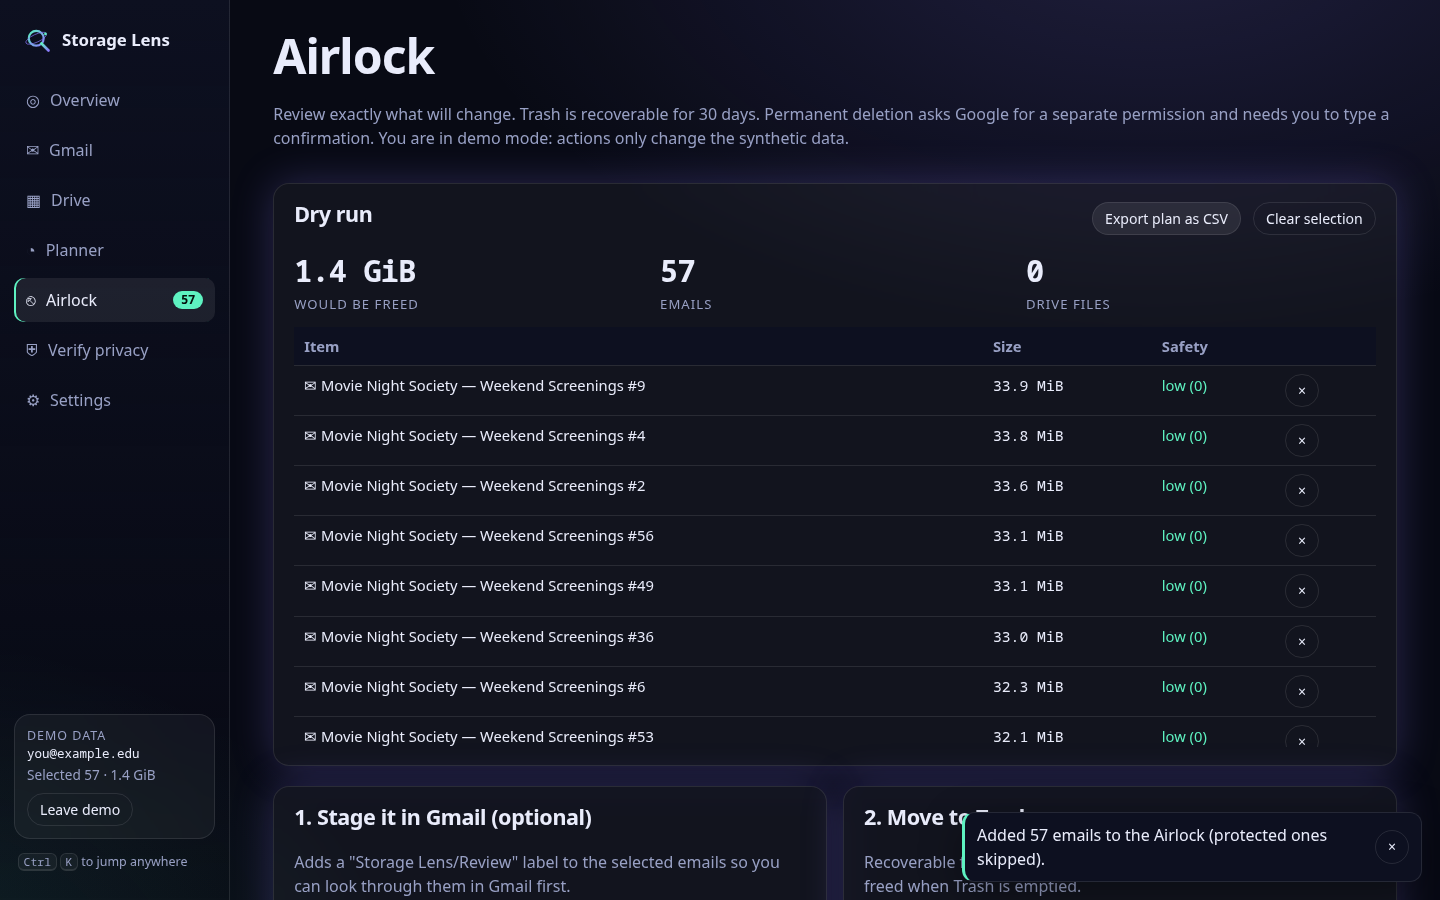 Storage Lens
Overview
Gmail
Drive
Planner
Airlock 57
Verify privacy
Settings
DEMO DATA
you@example.edu
Selected 57 · 1.4 GiB
Leave demo
Ctrl K to jump anywhere
Airlock
Review exactly what will change. Trash is recoverable for 30 days. Permanent deletion asks Google for a separate permission and needs you to type a
confirmation. You are in demo mode: actions only change the synthetic data.
Dry run
Export plan as CSV
Clear selection
1.4 GiB
WOULD BE FREED
57
EMAILS
0
DRIVE FILES
Item Size Safety
Movie Night Society — Weekend Screenings #9 33.9 MiB low (0) ×
Movie Night Society — Weekend Screenings #4 33.8 MiB low (0) ×
Movie Night Society — Weekend Screenings #2 33.6 MiB low (0) ×
Movie Night Society — Weekend Screenings #56 33.1 MiB low (0) ×
Movie Night Society — Weekend Screenings #49 33.1 MiB low (0) ×
Movie Night Society — Weekend Screenings #36 33.0 MiB low (0) ×
Movie Night Society — Weekend Screenings #6 32.3 MiB low (0) ×
Movie Night Society — Weekend Screenings #53 32.1 MiB low (0) ×
1. Stage it in Gmail (optional)
Adds a "Storage Lens/Review" label to the selected emails so you
can look through them in Gmail first.
2. Move to
Recoverable
freed when Trash is emptied.
Added 57 emails to the Airlock (protected ones
skipped).
×